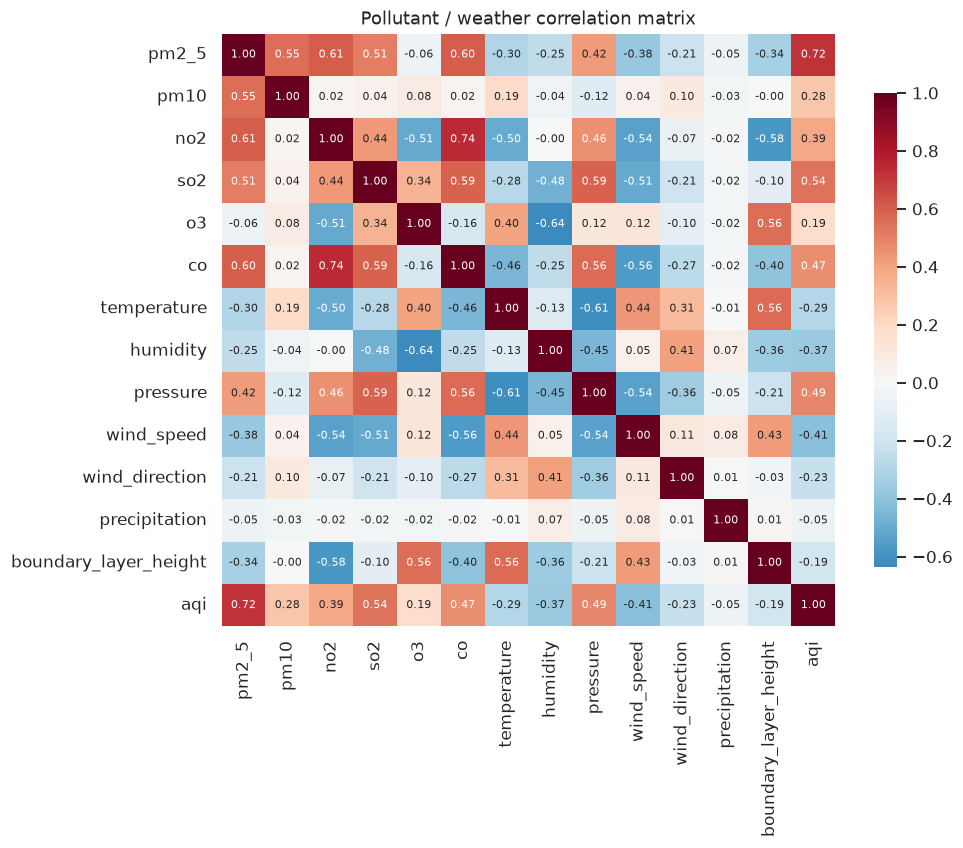 Pollutant / weather correlation matrix
pm2_5 1.00 0.55 0.61 0.51 -0.06 0.60 -0.30 -0.25 0.42 -0.38 -0.21 -0.05 -0.34 0.72
pm10 0.55 1.00 0.02 0.04 0.08 0.02 0.19 -0.04 -0.12 0.04 0.10 -0.03 -0.00 0.28
no2 0.61 0.02 1.00 0.44 -0.51 0.74 -0.50 -0.00 0.46 -0.54 -0.07 -0.02 -0.58 0.39
so2 0.51 0.04 0.44 1.00 0.34 0.59 -0.28 -0.48 0.59 -0.51 -0.21 -0.02 -0.10 0.54
o3 -0.06 0.08 -0.51 0.34 1.00 -0.16 0.40 -0.64 0.12 0.12 -0.10 -0.02 0.56 0.19
co 0.60 0.02 0.74 0.59 -0.16 1.00 -0.46 -0.25 0.56 -0.56 -0.27 -0.02 -0.40 0.47
temperature -0.30 0.19 -0.50 -0.28 0.40 -0.46 1.00 -0.13 -0.61 0.44 0.31 -0.01 0.56 -0.29
humidity -0.25 -0.04 -0.00 -0.48 -0.64 -0.25 -0.13 1.00 -0.45 0.05 0.41 0.07 -0.36 -0.37
pressure 0.42 -0.12 0.46 0.59 0.12 0.56 -0.61 -0.45 1.00 -0.54 -0.36 -0.05 -0.21 0.49
wind_speed -0.38 0.04 -0.54 -0.51 0.12 -0.56 0.44 0.05 -0.54 1.00 0.11 0.08 0.43 -0.41
wind_direction -0.21 0.10 -0.07 -0.21 -0.10 -0.27 0.31 0.41 -0.36 0.11 1.00 0.01 -0.03 -0.23
precipitation -0.05 -0.03 -0.02 -0.02 -0.02 -0.02 -0.01 0.07 -0.05 0.08 0.01 1.00 0.01 -0.05
boundary_layer_height -0.34 -0.00 -0.58 -0.10 0.56 -0.40 0.56 -0.36 -0.21 0.43 -0.03 0.01 1.00 -0.19
aqi 0.72 0.28 0.39 0.54 0.19 0.47 -0.29 -0.37 0.49 -0.41 -0.23 -0.05 -0.19 1.00
pm2_5
pm10
no2
so2
o3
co
temperature
humidity
pressure
wind_speed
wind_direction
precipitation
boundary_layer_height
aqi
1.0
0.8
0.6
0.4
0.2
0.0
−0.2
−0.4
−0.6